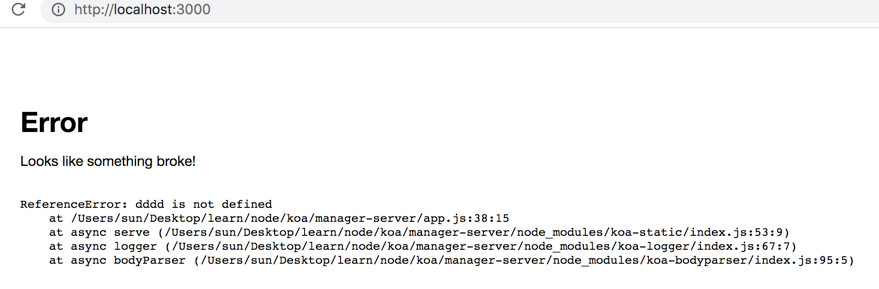 http://localhost:3000
Error
Looks like something broke!
ReferenceError: dddd is not defined
at /Users/sun/Desktop/learn/node/koa/manager-server/app.js:38:15
at async serve (/Users/sun/Desktop/learn/node/koa/manager-server/node_modules/koa-static/index.js:53:9)
at async logger (/Users/sun/Desktop/learn/node/koa/manager-server/node_modules/koa-logger/index.js:67:7)
at async bodyParser (/Users/sun/Desktop/learn/node/koa/manager-server/node_modules/koa-bodyparser/index.js:95:5)